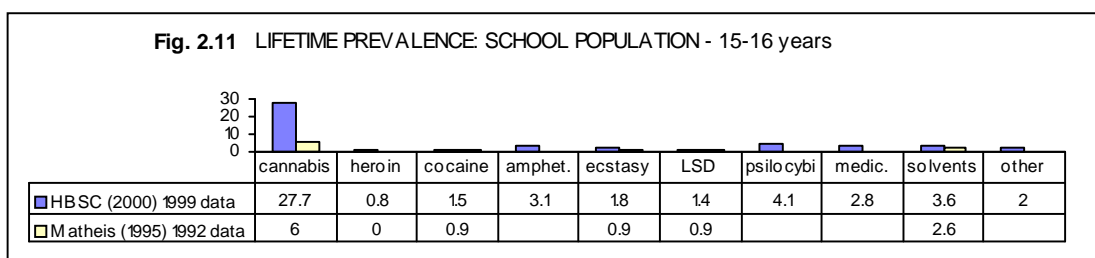 Fig. 2.11 LIFETIME PREVALENCE: SCHOOL POPULATION - 15-16 years
30
20
10
0
cannabis heroin cocaine amphet. ecstasy LSD psilocybi medic. solvents other
HBSC (2000) 1999 data 27.7 0.8 1.5 3.1 1.8 1.4 4.1 2.8 3.6 2
Matheis (1995) 1992 data 6 0 0.9 0.9 0.9 2.6